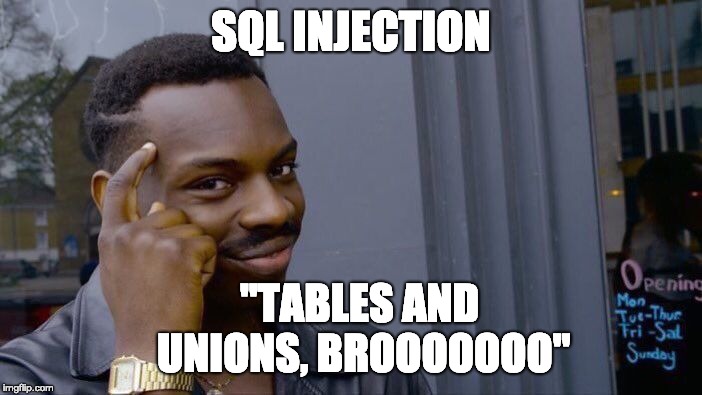 SQL INJECTION
"TABLES AND
UNIONS, BROOOOOOO"
Opening
Mon
Tue-Thur
Fri -Sat
Sunday
imgflip.com